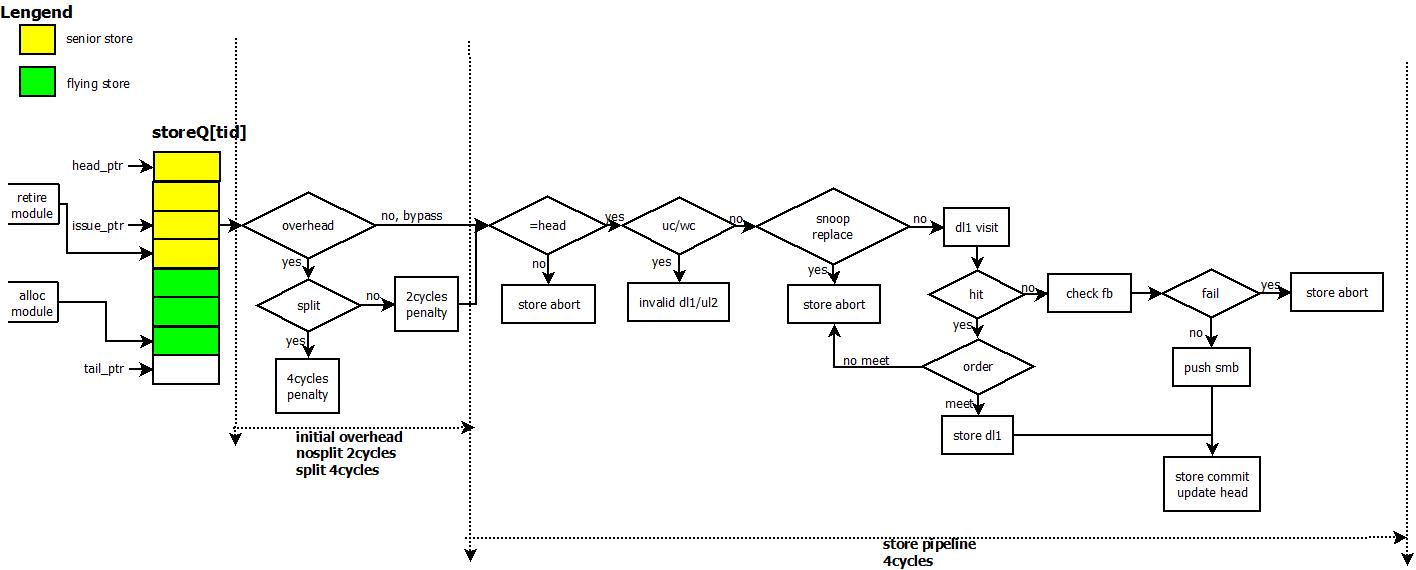 Lengend
senior store
flying store
storeQ[tid]
head_ptr
retire
module
issue_ptr
alloc
module
tail_ptr
overhead
no, bypass
yes
split
no
2cycles
penalty
yes
4cycles
penalty
initial overhead
nosplit 2cycles
split 4cycles
=head
yes
no
store abort
uc/wc
no
yes
invalid dl1/ul2
snoop
replace
no
yes
store abort
dl1 visit
hit
no
check fb
fail
yes
store abort
yes
order
no meet
no
push smb
meet
store dl1
store commit
update head
store pipeline
4cycles